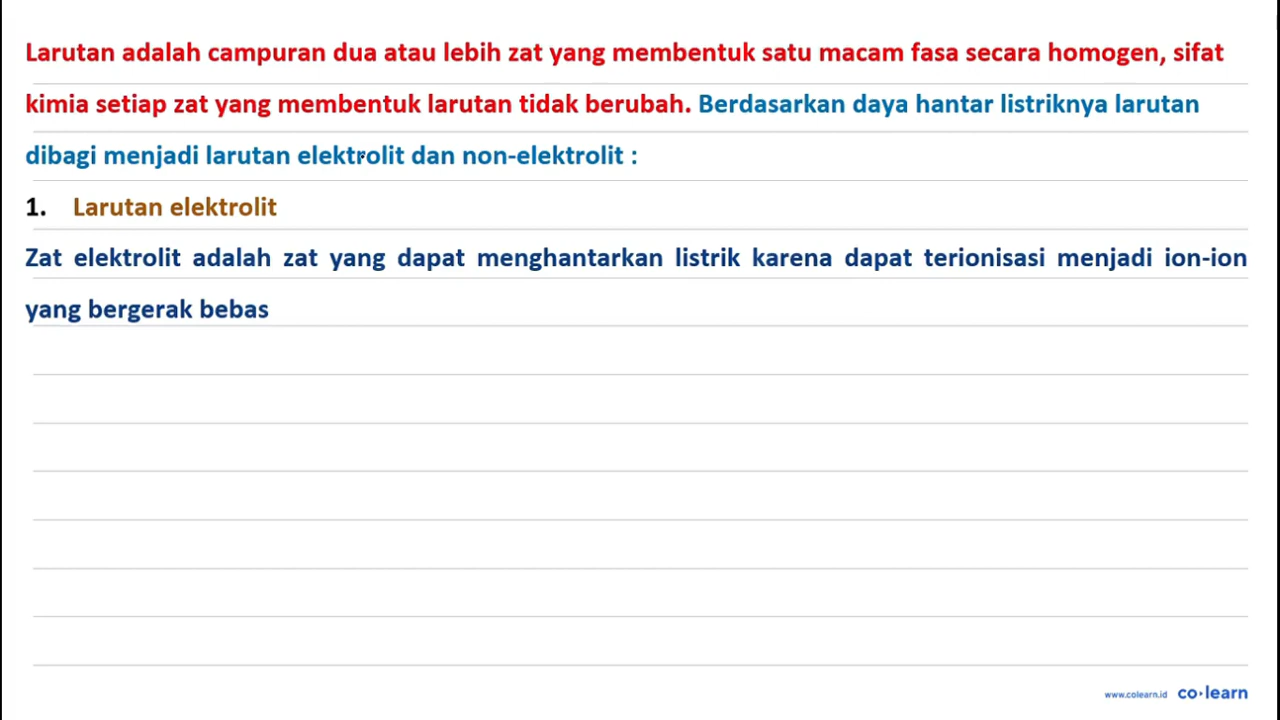 Larutan adalah campuran dua atau lebih zat yang membentuk satu macam fasa secara homogen, sifat
kimia setiap zat yang membentuk larutan tidak berubah. Berdasarkan daya hantar listriknya larutan
dibagi menjadi larutan elektrolit dan non-elektrolit :
1. Larutan elektrolit
Zat elektrolit adalah zat yang dapat menghantarkan listrik karena dapat terionisasi menjadi ion-ion
yang bergerak bebas
www.colearn.id co·learn